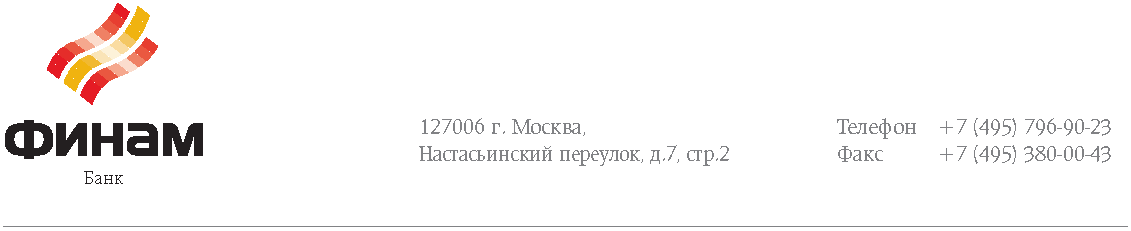 ФИНАМ
Банк
127006 г. Москва,
Настасьинский переулок, д.7, стр.2
Телефон +7 (495) 796-90-23
Факс +7 (495) 380-00-43